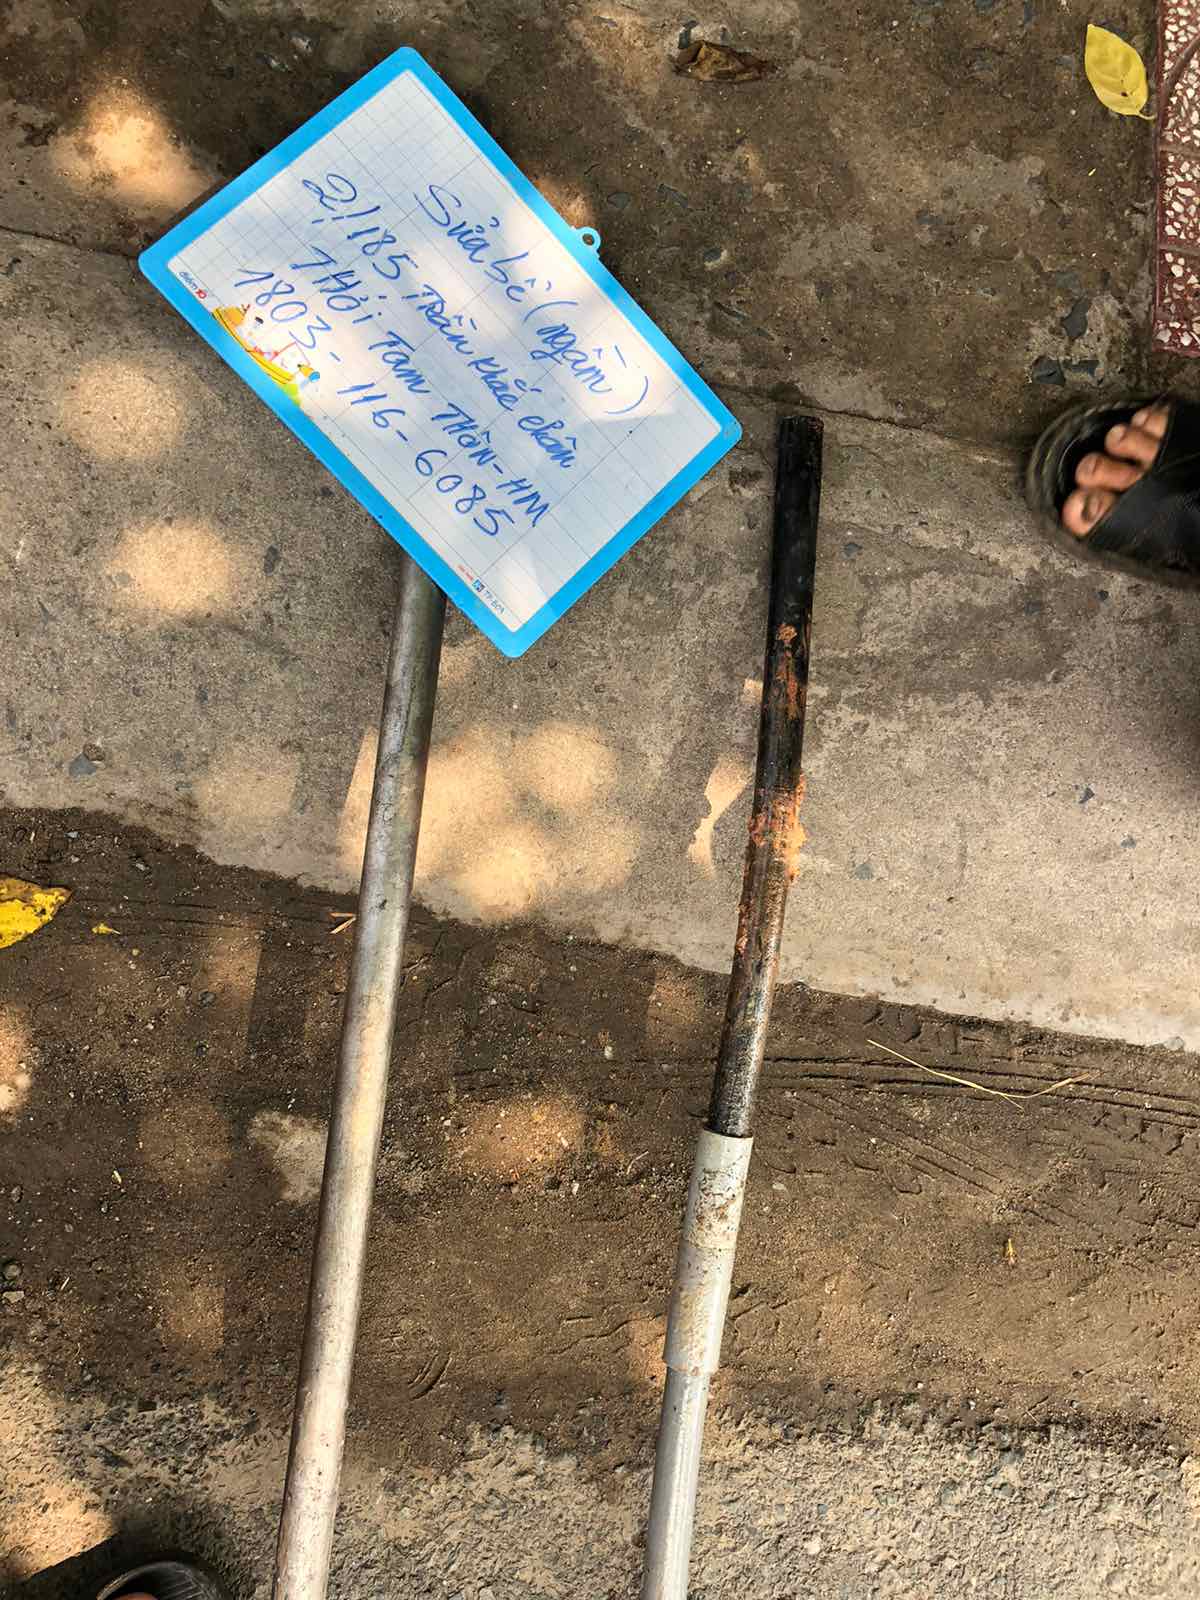 Sửa bể (ngầm)
2/185 Trần Khắc Chân
THỚI TAM THÔN-HM
1803-116-6085